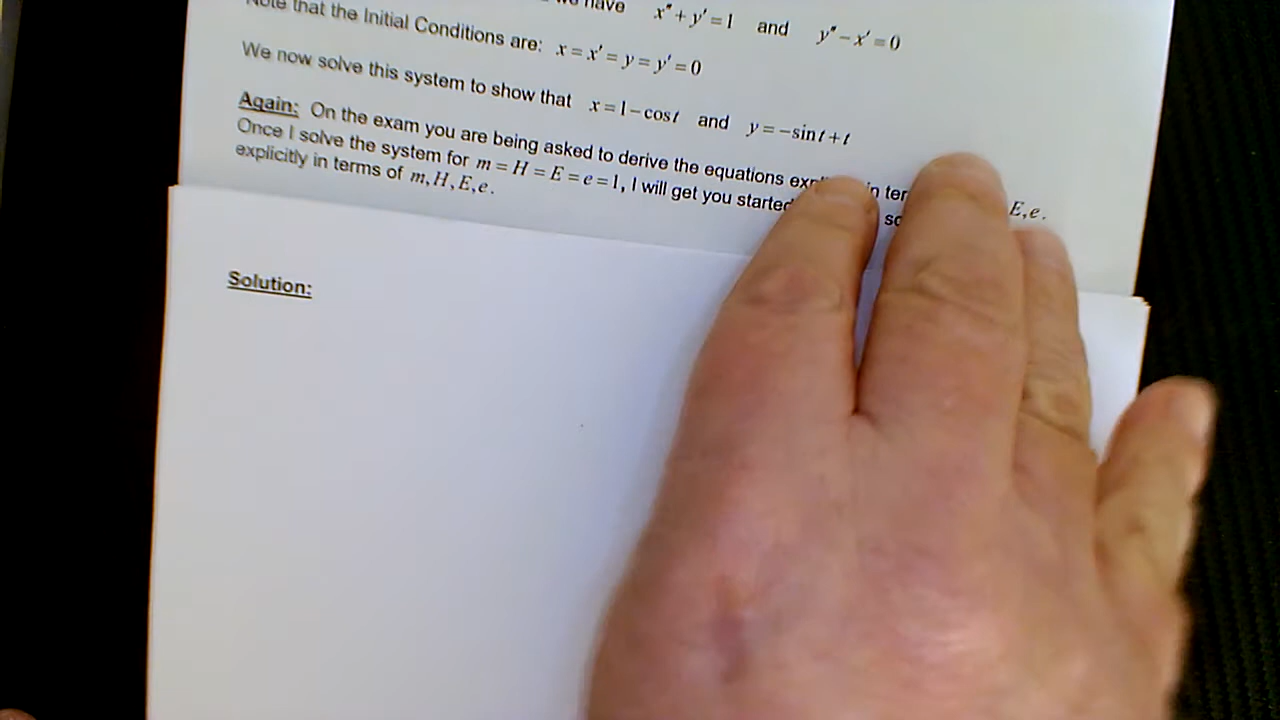 have x″ + y′ = 1 and y″ − x′ = 0
Note that the Initial Conditions are: x = x′ = y = y′ = 0
We now solve this system to show that x = 1 − cos t and y = − sin t + t
Again: On the exam you are being asked to derive the equations in E, e.
Once I solve the system for m = H = E = e = 1, I will get you started
explicitly in terms of m, H, E, e.
Solution: